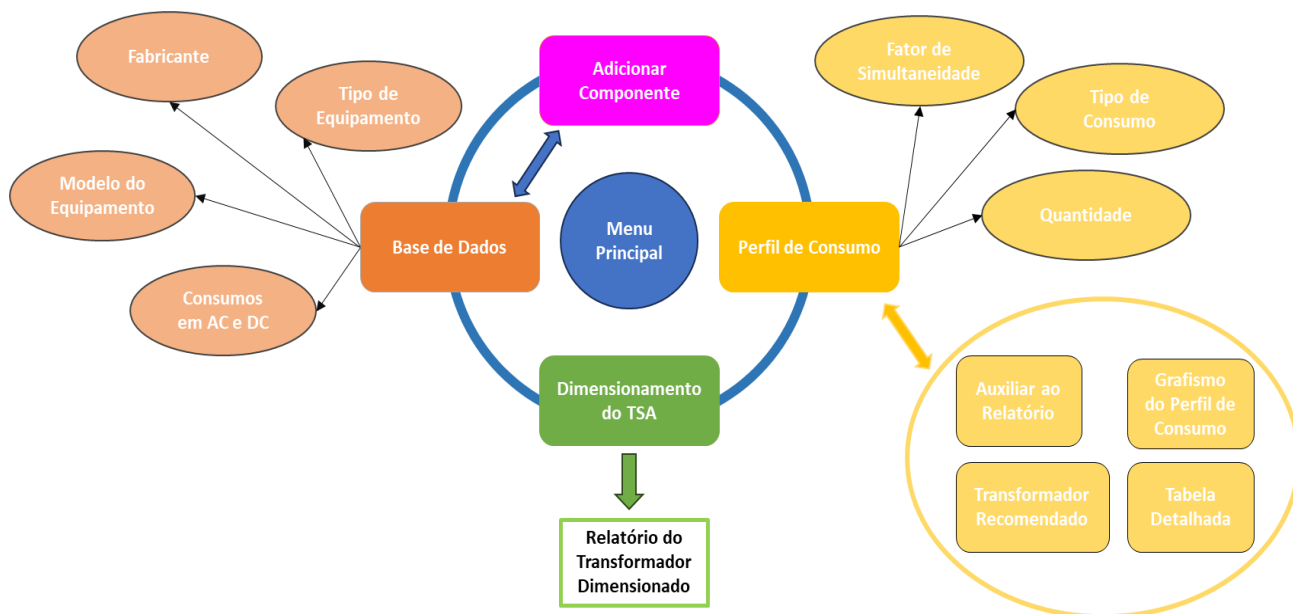 Fabricante
Tipo de
Equipamento
Modelo do
Equipamento
Consumos
em AC e DC
Base de Dados
Adicionar
Componente
Menu
Principal
Dimensionamento
do TSA
Relatório do
Transformador
Dimensionado
Perfil de Consumo
Fator de
Simultaneidade
Tipo de
Consumo
Quantidade
Auxiliar ao
Relatório
Grafismo
do Perfil de
Consumo
Transformador
Recomendado
Tabela
Detalhada